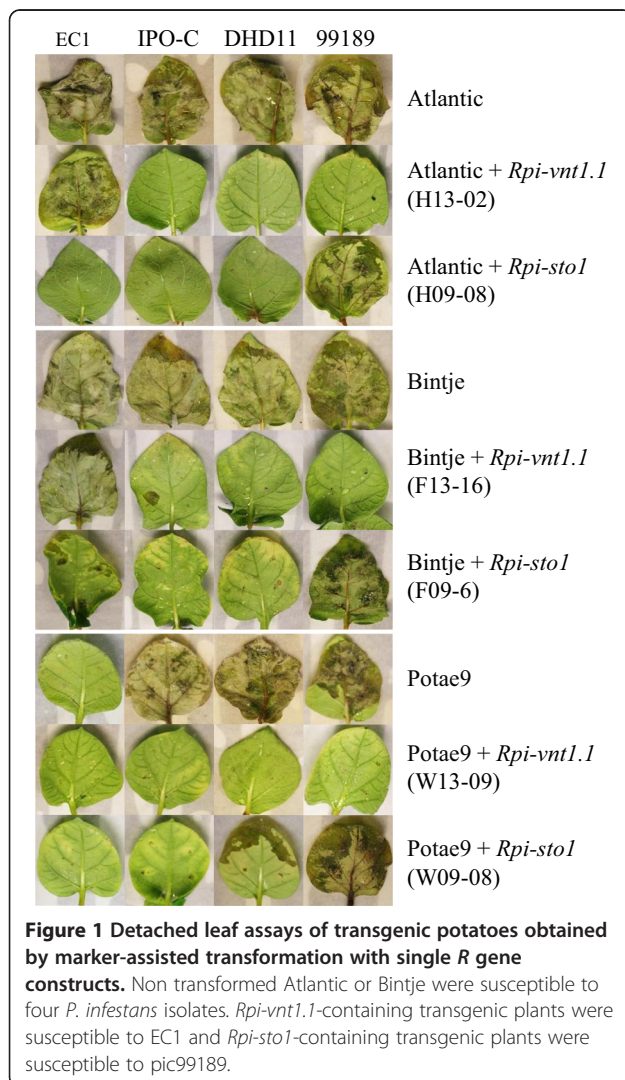 EC1 IPO-C DHD11 99189
Atlantic
Atlantic + Rpi-vnt1.1
(H13-02)
Atlantic + Rpi-sto1
(H09-08)
Bintje
Bintje + Rpi-vnt1.1
(F13-16)
Bintje + Rpi-sto1
(F09-6)
Potae9
Potae9 + Rpi-vnt1.1
(W13-09)
Potae9 + Rpi-sto1
(W09-08)
Figure 1 Detached leaf assays of transgenic potatoes obtained
by marker-assisted transformation with single R gene
constructs. Non transformed Atlantic or Bintje were susceptible to
four P. infestans isolates. Rpi-vnt1.1-containing transgenic plants were
susceptible to EC1 and Rpi-sto1-containing transgenic plants were
susceptible to pic99189.